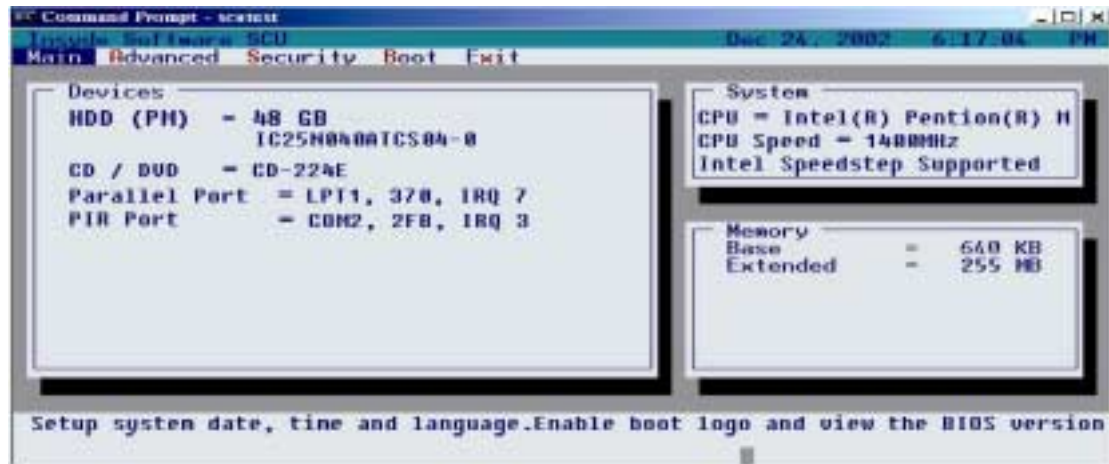 Command Prompt - scutest
Insyde Software SCU Dec 24, 2002 6:17:04 PM
Main Advanced Security Boot Exit
Devices
HDD (PM) = 40 GB
IC25N040ATCS04-0
CD / DVD = CD-224E
Parallel Port = LPT1, 378, IRQ 7
FIR Port = COM2, 2F8, IRQ 3
System
CPU = Intel(R) Pention(R) M
CPU Speed = 1400MHz
Intel Speedstep Supported
Memory
Base = 640 KB
Extended = 255 MB
Setup system date, time and language.Enable boot logo and view the BIOS version